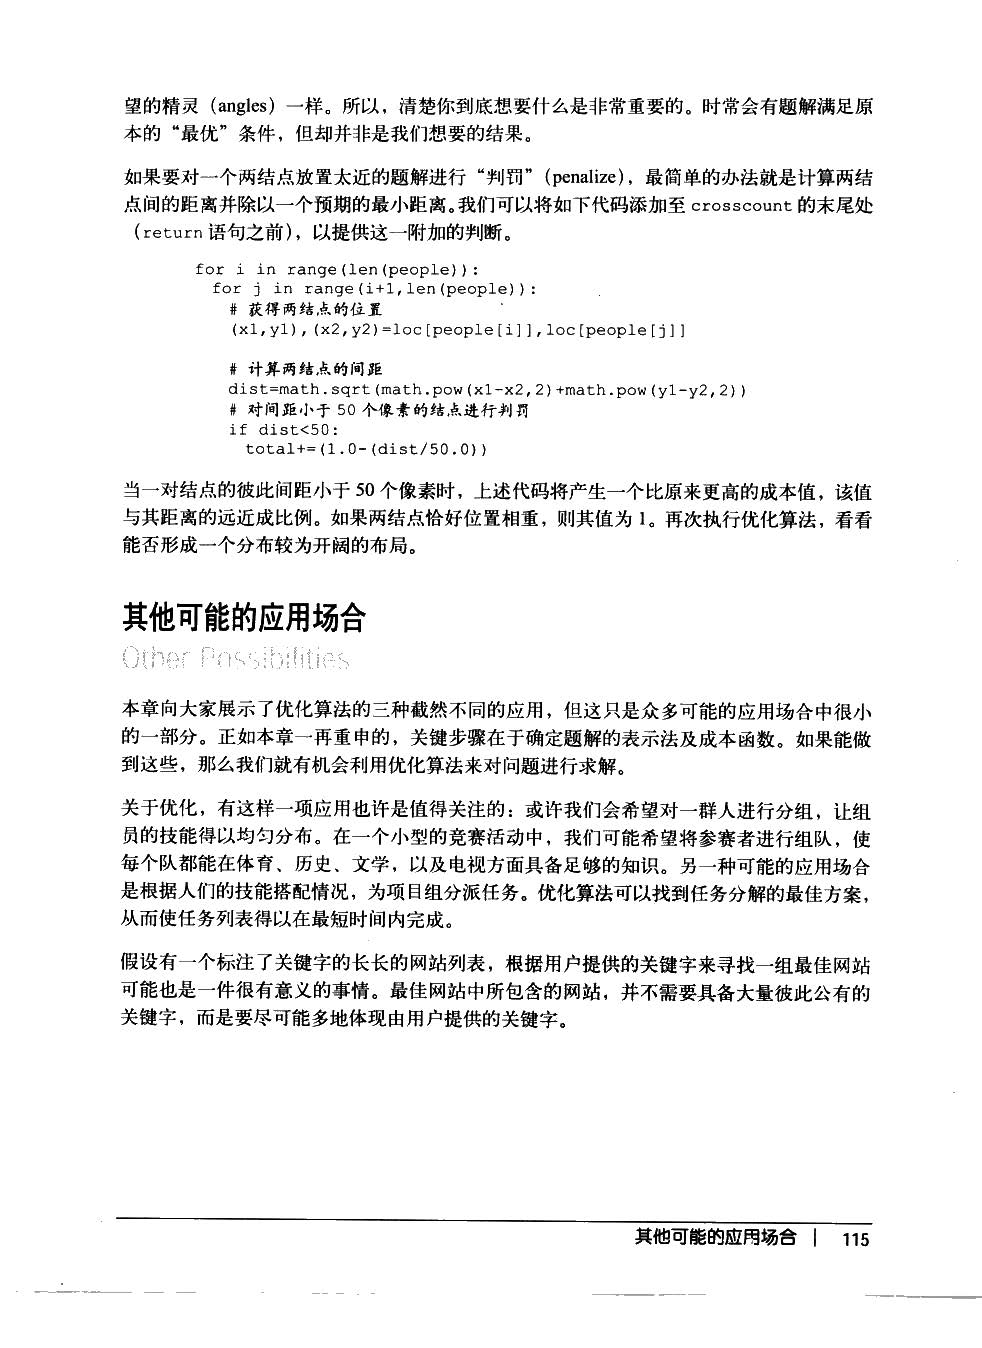 望的精灵（angles）一样。所以，清楚你到底想要什么是非常重要的。时常会有题解满足原
本的“最优”条件，但却并非是我们想要的结果。
如果要对一个两结点放置太近的题解进行“判罚”（penalize），最简单的办法就是计算两结
点间的距离并除以一个预期的最小距离。我们可以将如下代码添加至 crosscount 的末尾处
（return 语句之前），以提供这一附加的判断。
for i in range(len(people)):
for j in range(i+1,len(people)):
# 获得两结点的位置
(x1,y1),(x2,y2)=loc[people[i]],loc[people[j]]
# 计算两结点的间距
dist=math.sqrt(math.pow(x1-x2,2)+math.pow(y1-y2,2))
# 对间距小于 50 个像素的结点进行判罚
if dist<50:
total+=(1.0-(dist/50.0))
当一对结点的彼此间距小于 50 个像素时，上述代码将产生一个比原来更高的成本值，该值
与其距离的远近成比例。如果两结点恰好位置相重，则其值为 1。再次执行优化算法，看看
能否形成一个分布较为开阔的布局。
其他可能的应用场合
Other Possibilities
本章向大家展示了优化算法的三种截然不同的应用，但这只是众多可能的应用场合中很小
的一部分。正如本章一再重申的，关键步骤在于确定题解的表示法及成本函数。如果能做
到这些，那么我们就有机会利用优化算法来对问题进行求解。
关于优化，有这样一项应用也许是值得关注的：或许我们会希望对一群人进行分组，让组
员的技能得以均匀分布。在一个小型的竞赛活动中，我们可能希望将参赛者进行组队，使
每个队都能在体育、历史、文学，以及电视方面具备足够的知识。另一种可能的应用场合
是根据人们的技能搭配情况，为项目组分派任务。优化算法可以找到任务分解的最佳方案，
从而使任务列表得以在最短时间内完成。
假设有一个标注了关键字的长长的网站列表，根据用户提供的关键字来寻找一组最佳网站
可能也是一件很有意义的事情。最佳网站中所包含的网站，并不需要具备大量彼此公有的
关键字，而是要尽可能多地体现由用户提供的关键字。
其他可能的应用场合 | 115